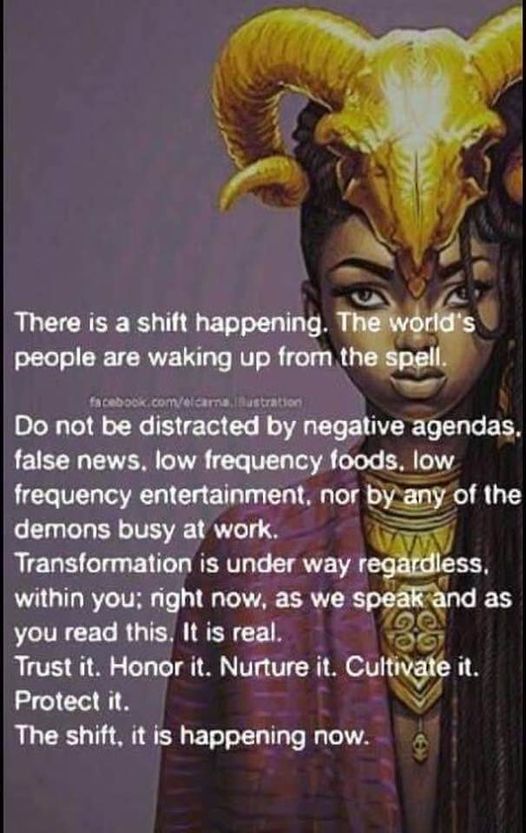 There is a shift happening. The world's
people are waking up from the spell.
facebook.com/elcarna.illustration
Do not be distracted by negative agendas,
false news, low frequency foods, low
frequency entertainment, nor by any of the
demons busy at work.
Transformation is under way regardless,
within you; right now, as we speak and as
you read this. It is real.
Trust it. Honor it. Nurture it. Cultivate it.
Protect it.
The shift, it is happening now.